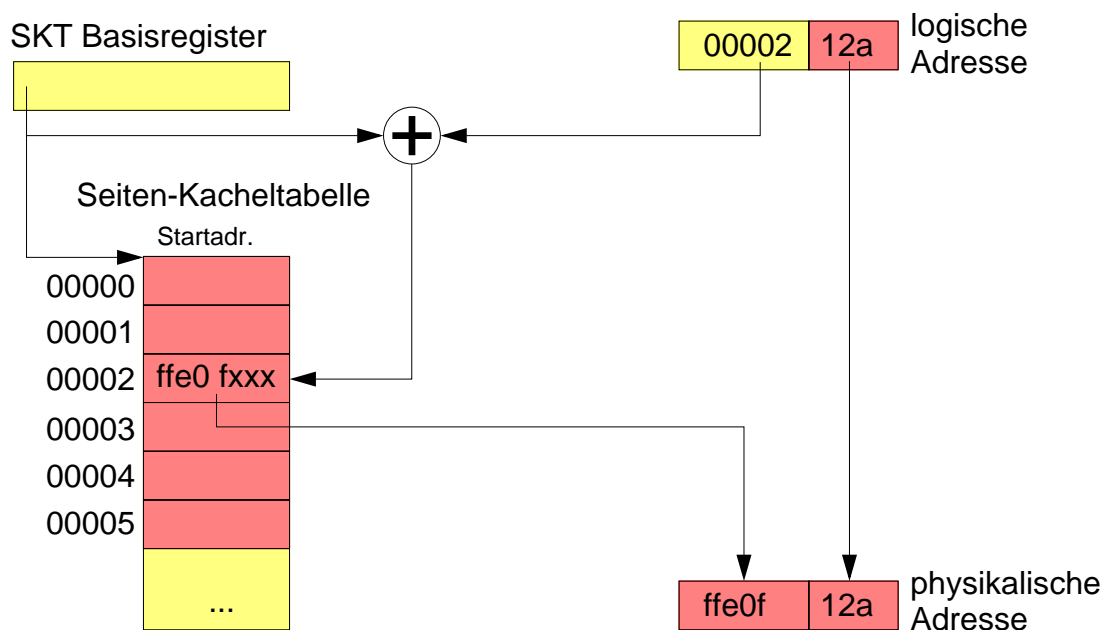 SKT Basisregister
00002 12a
logische
Adresse
+
Seiten-Kacheltabelle
Startadr.
00000
00001
00002 ffe0 fxxx
00003
00004
00005
...
ffe0f 12a
physikalische
Adresse